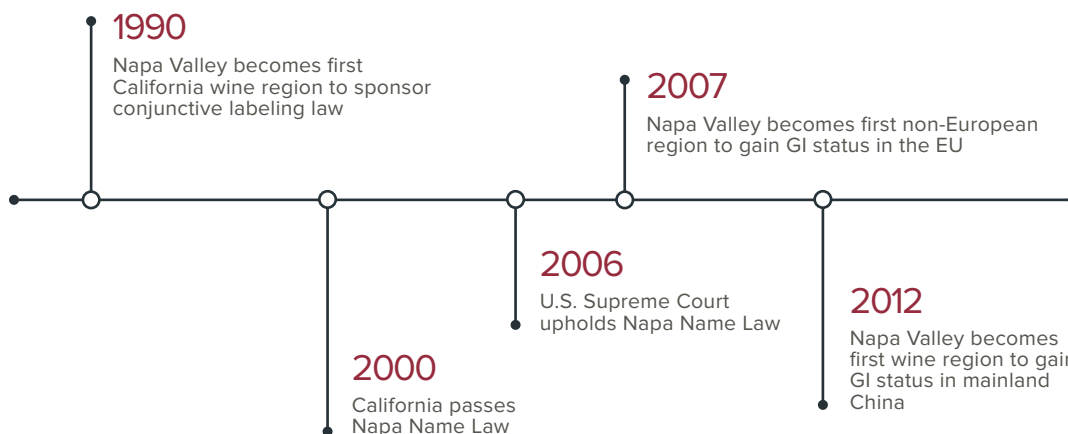 1990
Napa Valley becomes first
California wine region to sponsor
conjunctive labeling law
2000
California passes
Napa Name Law
2006
U.S. Supreme Court
upholds Napa Name Law
2007
Napa Valley becomes first non-European
region to gain GI status in the EU
2012
Napa Valley becomes
first wine region to gain
GI status in mainland
China